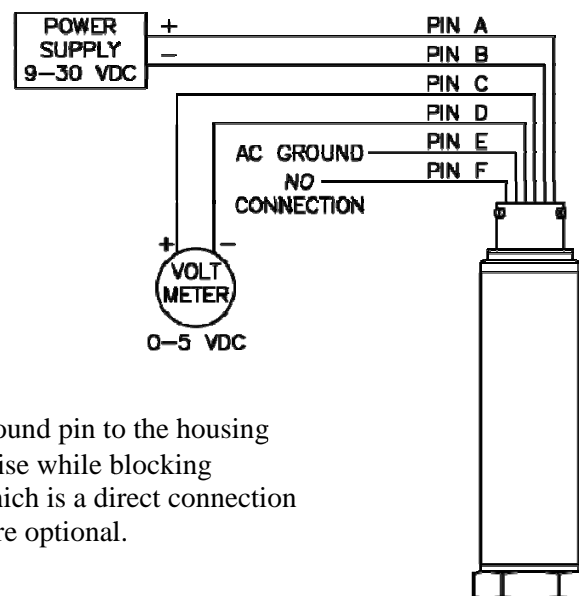 POWER SUPPLY 9-30 VDC
+
-
PIN A
PIN B
PIN C
PIN D
AC GROUND
PIN E
NO CONNECTION
PIN F
+
-
VOLT METER
0-5 VDC
ound pin to the housing
ise while blocking
hich is a direct connection
re optional.